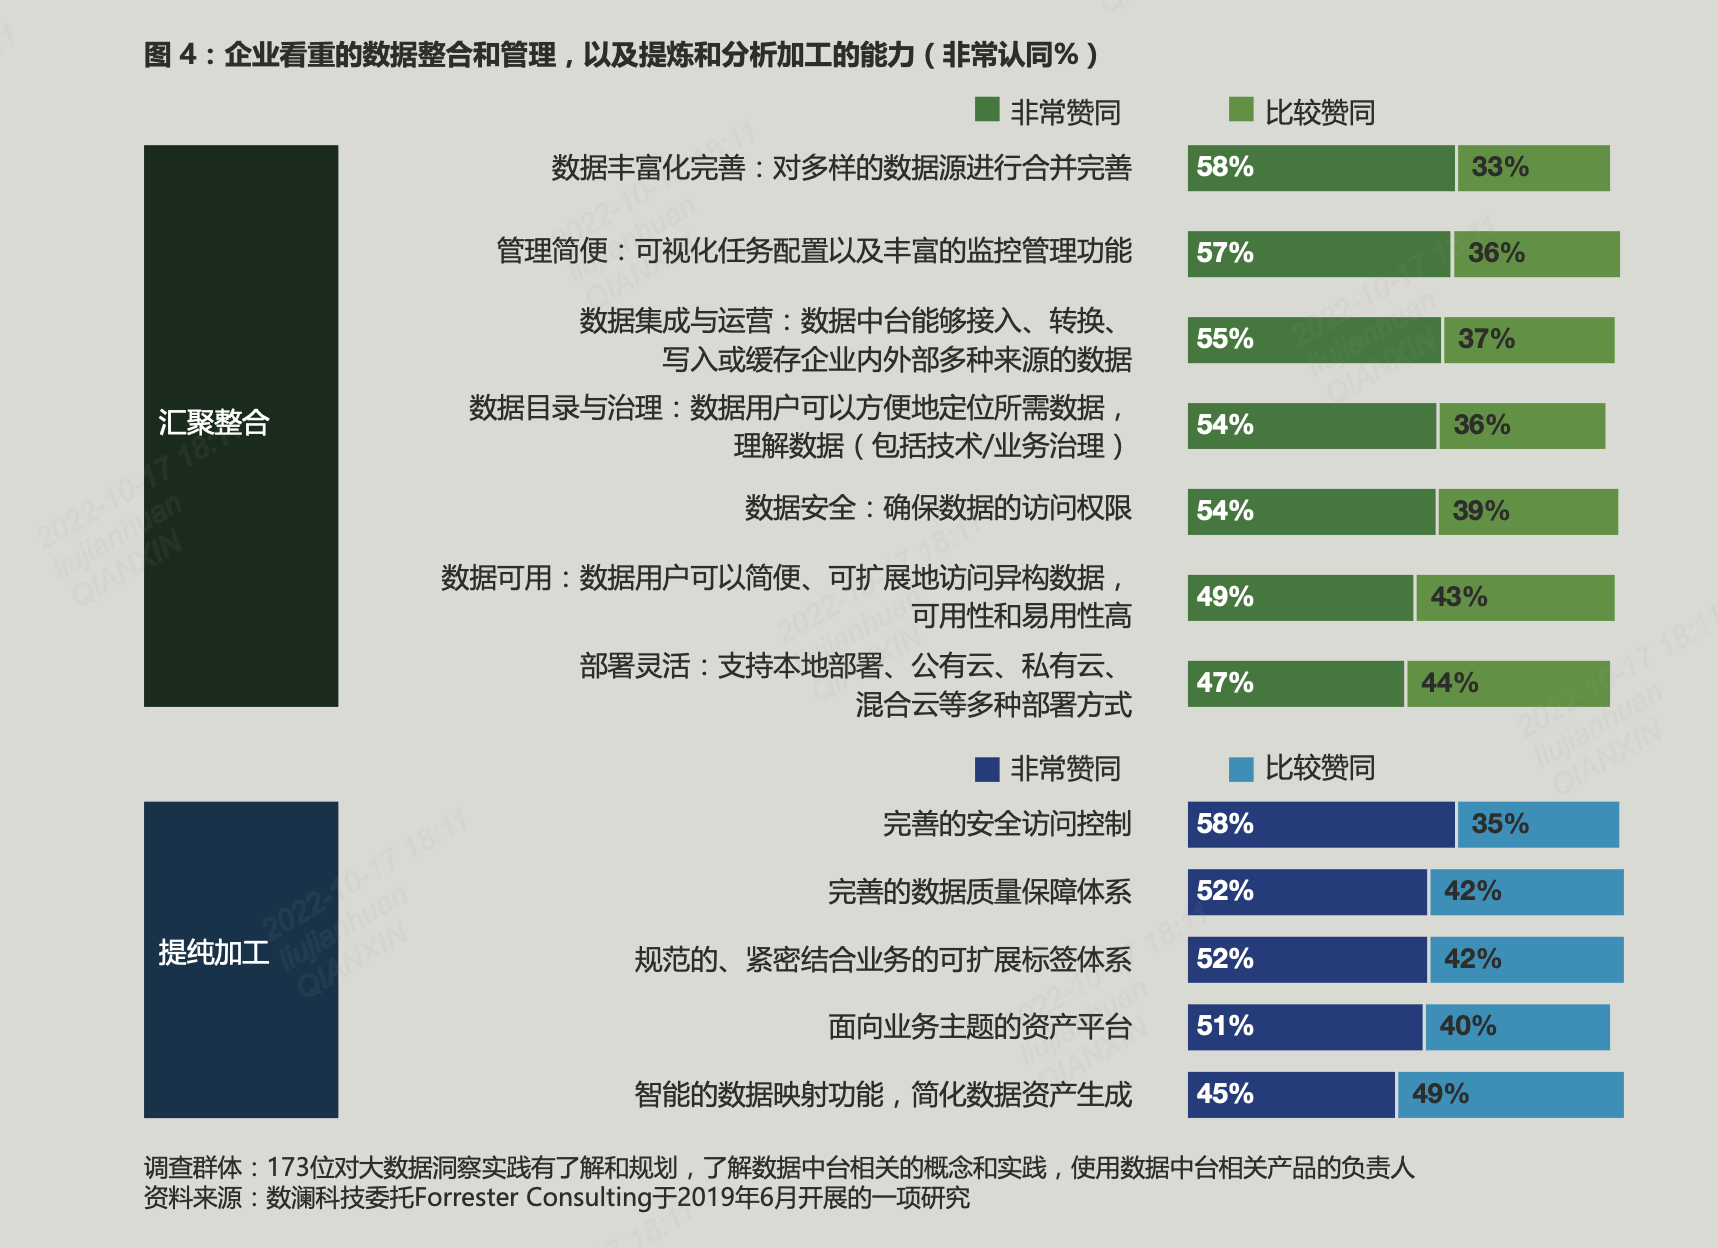 图 4：企业看重的数据整合和管理，以及提炼和分析加工的能力（非常认同%）
非常赞同 比较赞同
汇聚整合
数据丰富化完善：对多样的数据源进行合并完善 58% 33%
管理简便：可视化任务配置以及丰富的监控管理功能 57% 36%
数据集成与运营：数据中台能够接入、转换、
写入或缓存企业内外部多种来源的数据 55% 37%
数据目录与治理：数据用户可以方便地定位所需数据，
理解数据（包括技术/业务治理） 54% 36%
数据安全：确保数据的访问权限 54% 39%
数据可用：数据用户可以简便、可扩展地访问异构数据，
可用性和易用性高 49% 43%
部署灵活：支持本地部署、公有云、私有云、
混合云等多种部署方式 47% 44%
非常赞同 比较赞同
提纯加工
完善的安全访问控制 58% 35%
完善的数据质量保障体系 52% 42%
规范的、紧密结合业务的可扩展标签体系 52% 42%
面向业务主题的资产平台 51% 40%
智能的数据映射功能，简化数据资产生成 45% 49%
调查群体：173位对大数据洞察实践有了解和规划，了解数据中台相关的概念和实践，使用数据中台相关产品的负责人
资料来源：数澜科技委托Forrester Consulting于2019年6月开展的一项研究
2022-10-17 18:11
liujianhuan
QIANXIN